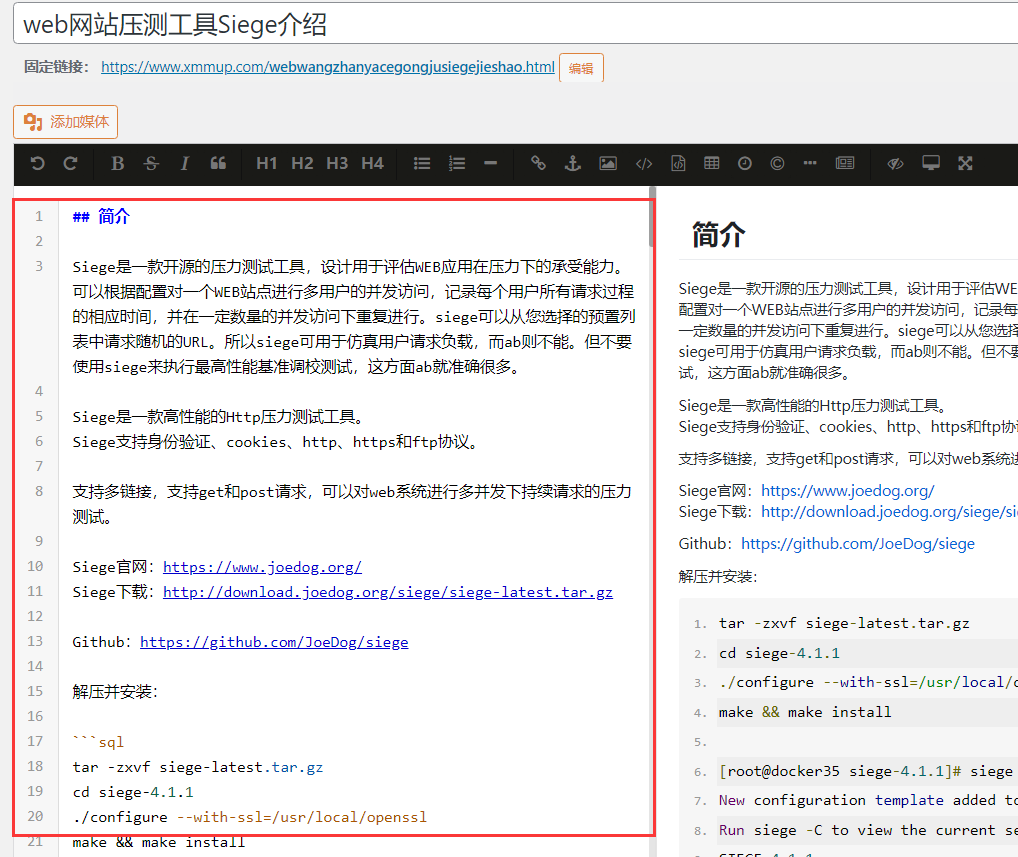 web网站压测工具Siege介绍
固定链接： https://www.xmmup.com/webwangzhanyacegongjusiegejieshao.html 编辑
添加媒体
B S I H1 H2 H3 H4
1 ## 简介
2
3 Siege是一款开源的压力测试工具，设计用于评估WEB应用在压力下的承受能力。
可以根据配置对一个WEB站点进行多用户的并发访问，记录每个用户所有请求过程
的相应时间，并在一定数量的并发访问下重复进行。siege可以从您选择的预置列
表中请求随机的URL。所以siege可用于仿真用户请求负载，而ab则不能。但不要
使用siege来执行最高性能基准调校测试，这方面ab就准确很多。
4
5 Siege是一款高性能的Http压力测试工具。
6 Siege支持身份验证、cookies、http、https和ftp协议。
7
8 支持多链接，支持get和post请求，可以对web系统进行多并发下持续请求的压力
测试。
9
10 Siege官网：https://www.joedog.org/
11 Siege下载：http://download.joedog.org/siege/siege-latest.tar.gz
12
13 Github：https://github.com/JoeDog/siege
14
15 解压并安装：
16
17 ```sql
18 tar -zxvf siege-latest.tar.gz
19 cd siege-4.1.1
20 ./configure --with-ssl=/usr/local/openssl
21 make && make install
简介
Siege是一款开源的压力测试工具，设计用于评估WE
配置对一个WEB站点进行多用户的并发访问，记录每
一定数量的并发访问下重复进行。siege可以从您选择
siege可用于仿真用户请求负载，而ab则不能。但不要
试，这方面ab就准确很多。
Siege是一款高性能的Http压力测试工具。
Siege支持身份验证、cookies、http、https和ftp协
支持多链接，支持get和post请求，可以对web系统进
Siege官网：https://www.joedog.org/
Siege下载：http://download.joedog.org/siege/si
Github：https://github.com/JoeDog/siege
解压并安装：
1. tar -zxvf siege-latest.tar.gz
2. cd siege-4.1.1
3. ./configure --with-ssl=/usr/local/
4. make && make install
5.
6. [root@docker35 siege-4.1.1]# siege
7. New configuration template added to
8. Run siege -C to view the current se
SIEGE 4.1.1